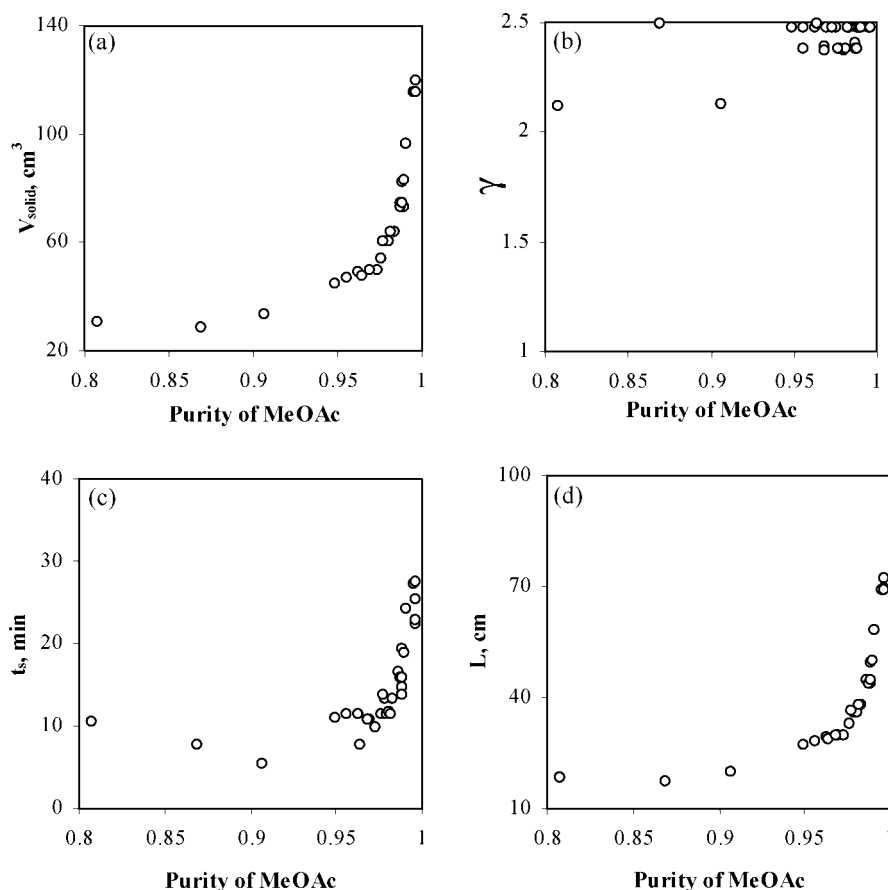 (a)
140
100
60
20
V_solid, cm³
0.8 0.85 0.9 0.95 1
Purity of MeOAc
(b)
2.5
2
1.5
1
γ
0.8 0.85 0.9 0.95 1
Purity of MeOAc
(c)
40
30
20
10
0
t_s, min
0.8 0.85 0.9 0.95 1
Purity of MeOAc
(d)
100
70
40
10
L, cm
0.8 0.85 0.9 0.95 1
Purity of MeOAc